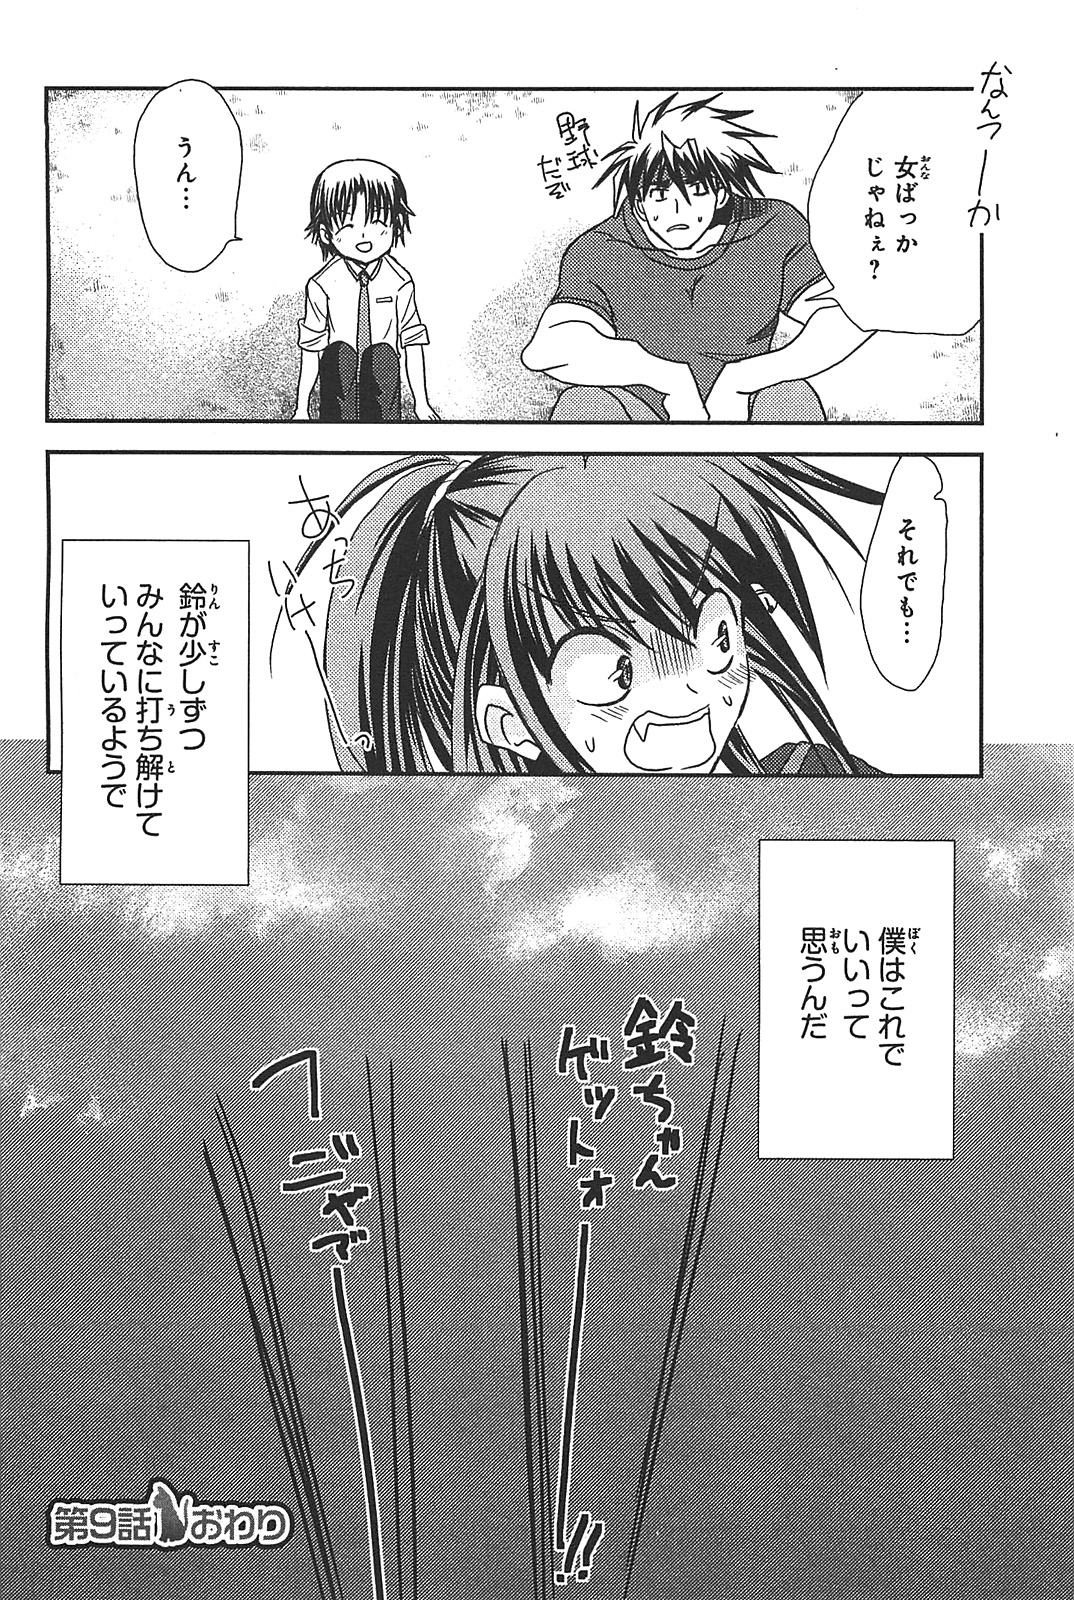 なんつーか
女ばっか
じゃねぇ?
野球
だぞ
うん…
それでも…
あっち
いけ
鈴が少しずつ
みんなに打ち解けて
いっているようで
僕はこれで
いいって
思うんだ
鈴ちゃん
ゲットォ――!!
フニャで――
第9話おわり